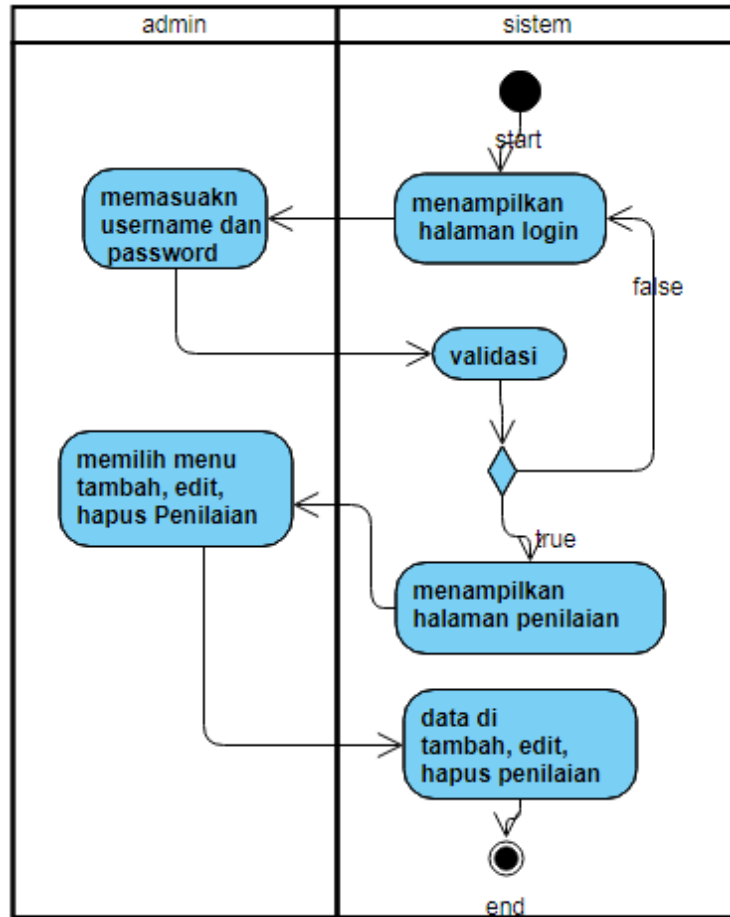 admin
sistem
start
memasuakn
username dan
password
menampilkan
halaman login
false
validasi
memilih menu
tambah, edit,
hapus Penilaian
true
menampilkan
halaman penilaian
data di
tambah, edit,
hapus penilaian
end